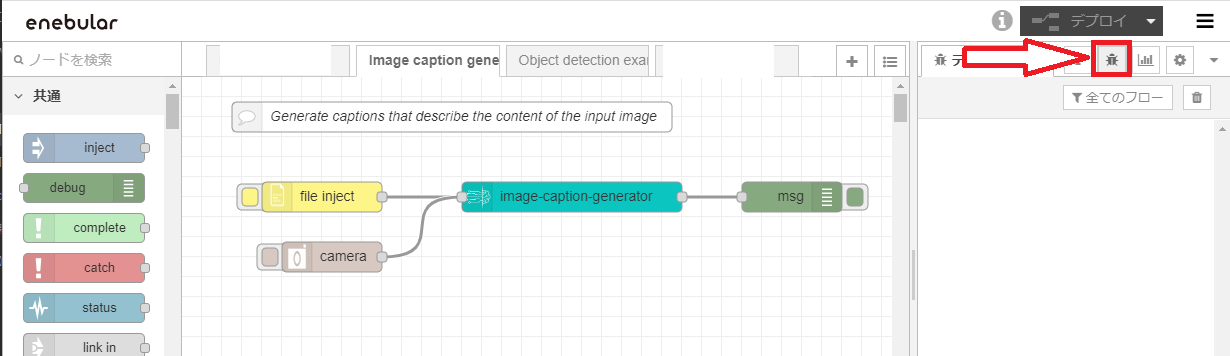 enebular
デプロイ
ノードを検索
Image caption gene
Object detection exar
デ
共通
全てのフロー
Generate captions that describe the content of the input image
inject
debug
complete
catch
status
link in
file inject
image-caption-generator
msg
camera